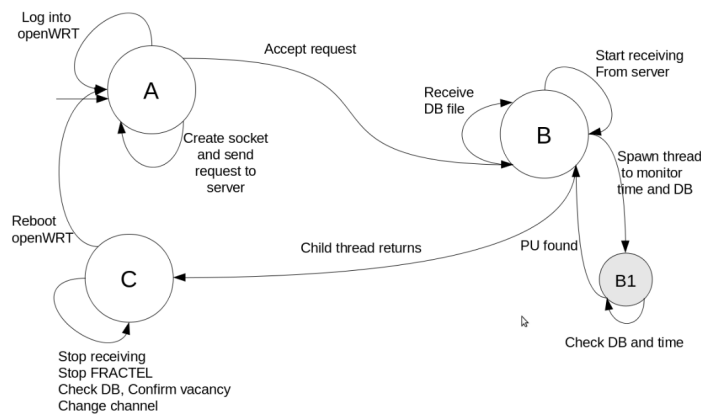 Log into
openWRT
Accept request
A
Create socket
and send
request to
server
Receive
DB file
Start receiving
From server
B
Spawn thread
to monitor
time and DB
Reboot
openWRT
Child thread returns
PU found
C
B1
Check DB and time
Stop receiving
Stop FRACTEL
Check DB, Confirm vacancy
Change channel